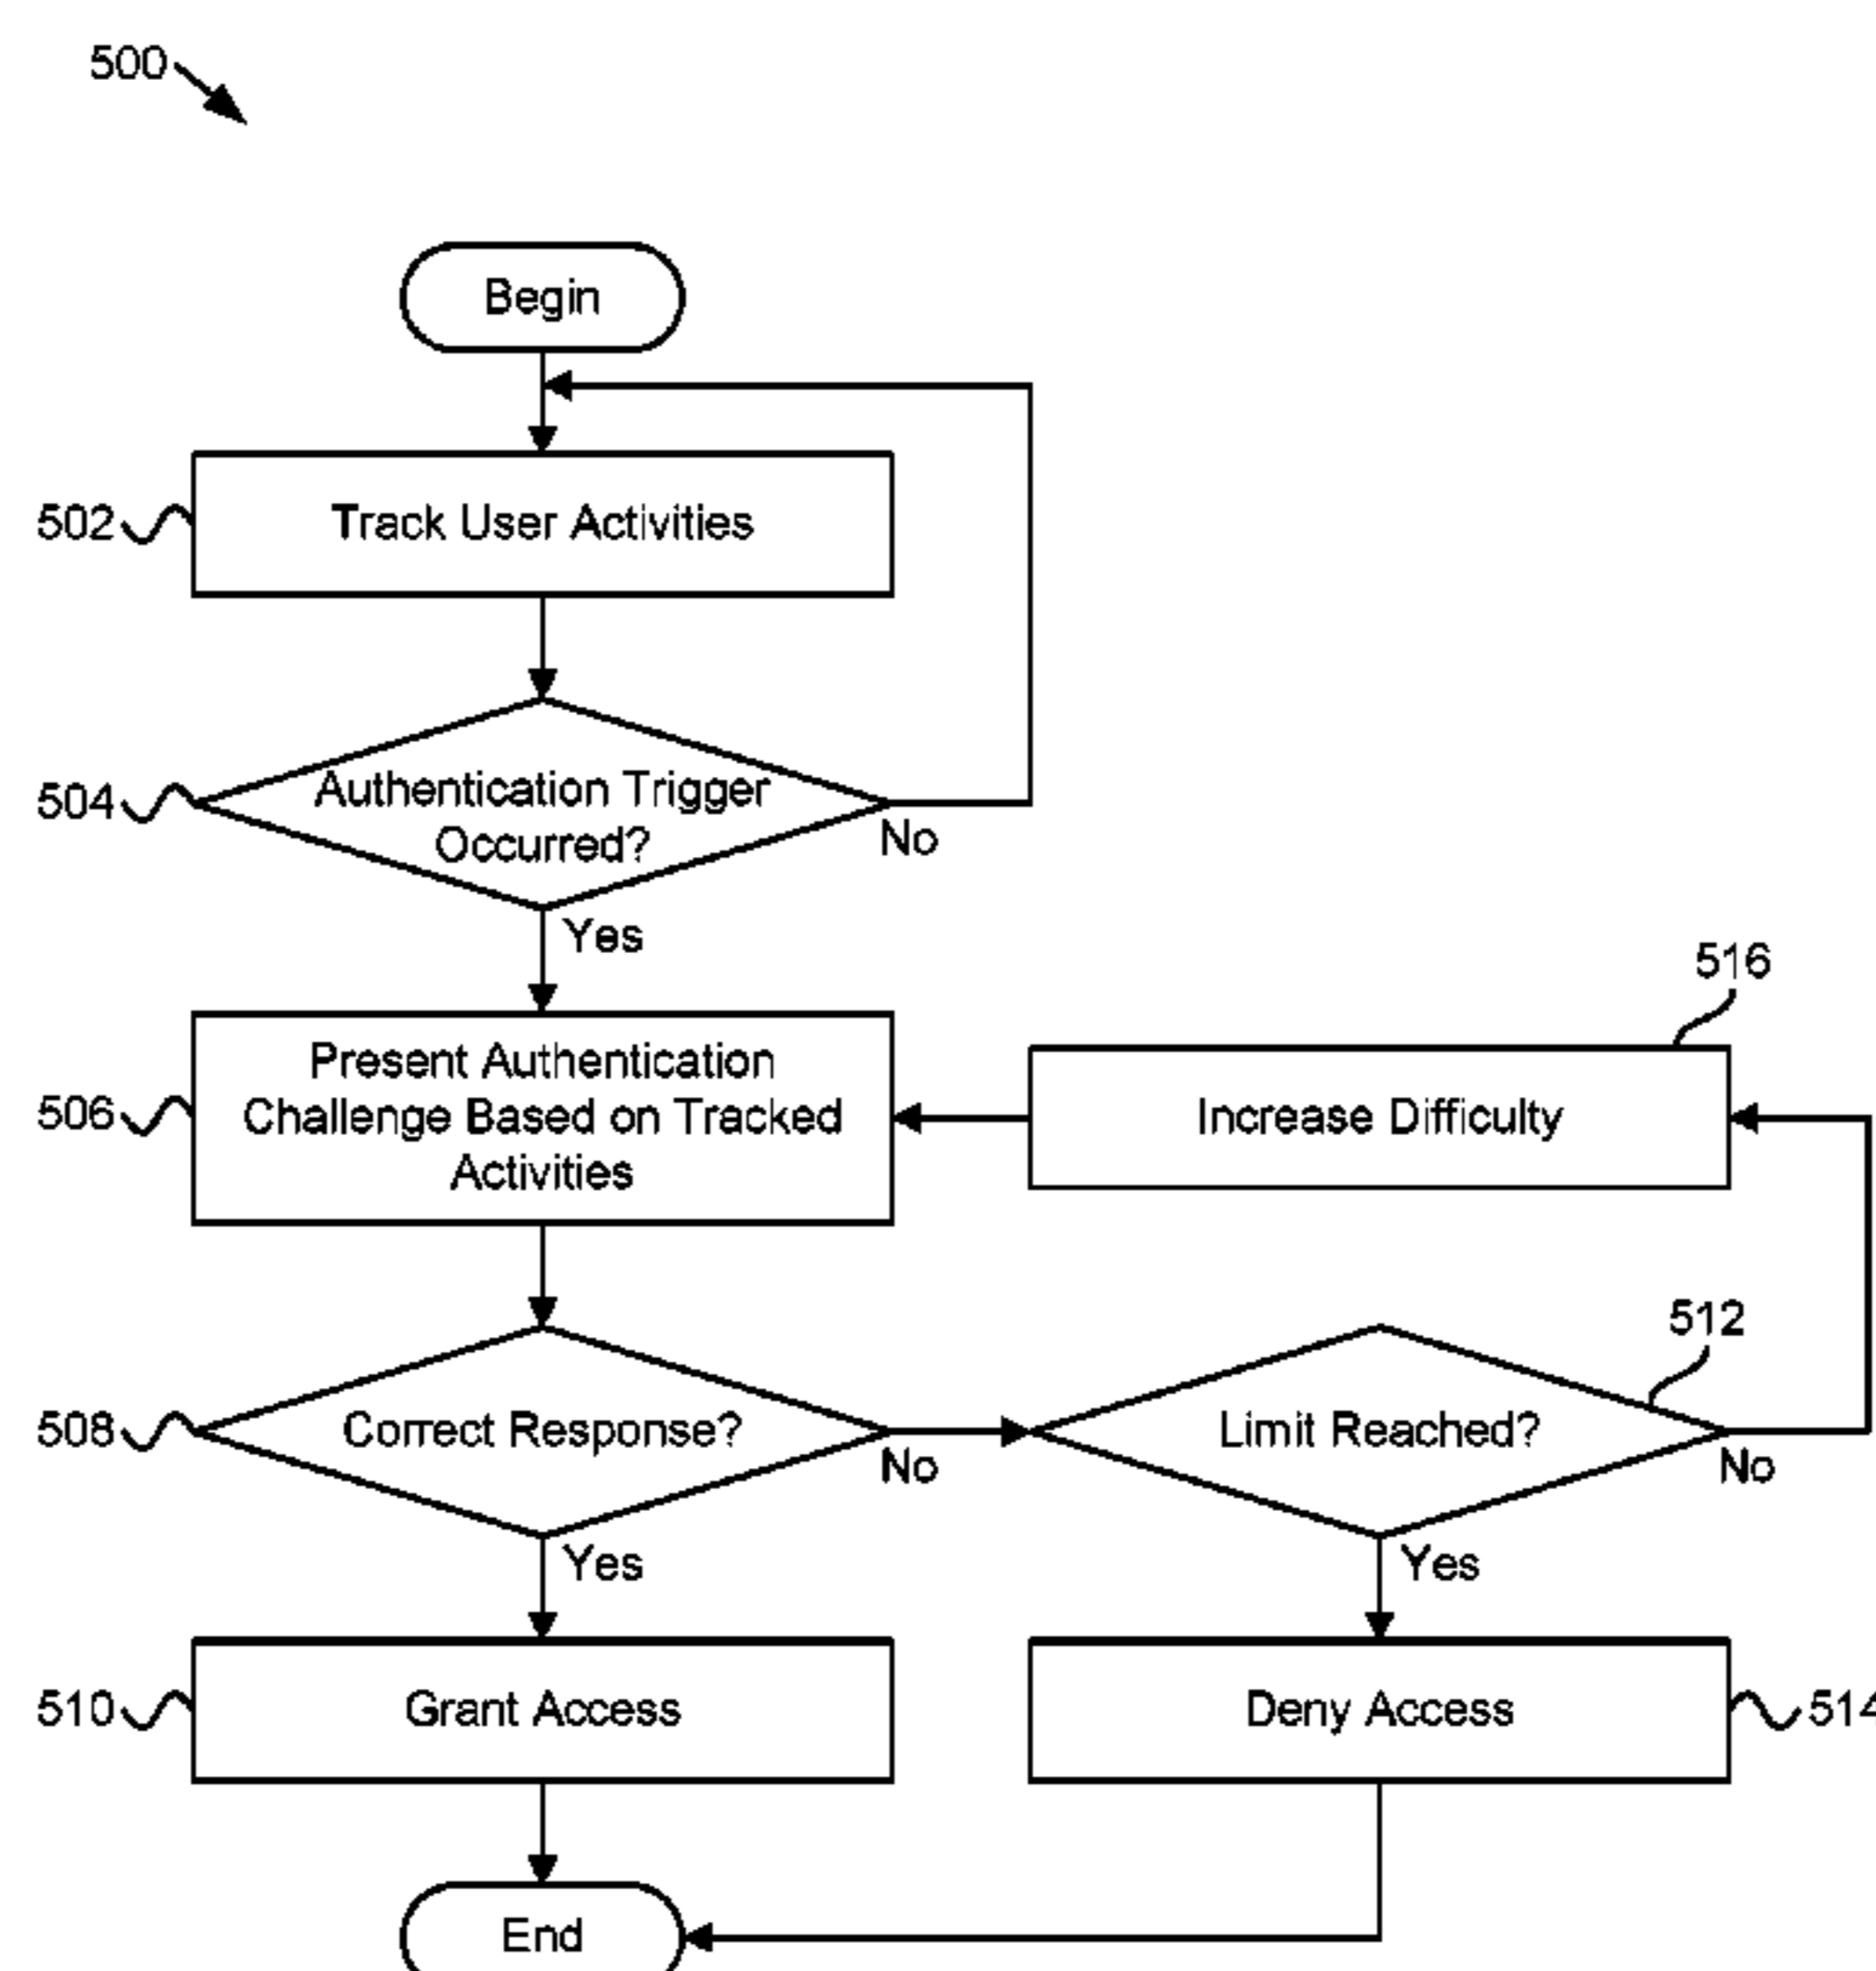 500
Begin
502
Track User Activities
504
Authentication Trigger
Occurred?
No
Yes
516
506
Present Authentication
Challenge Based on Tracked
Activities
Increase Difficulty
512
508
Correct Response?
No
Limit Reached?
No
Yes
Yes
510
Grant Access
Deny Access
514
End